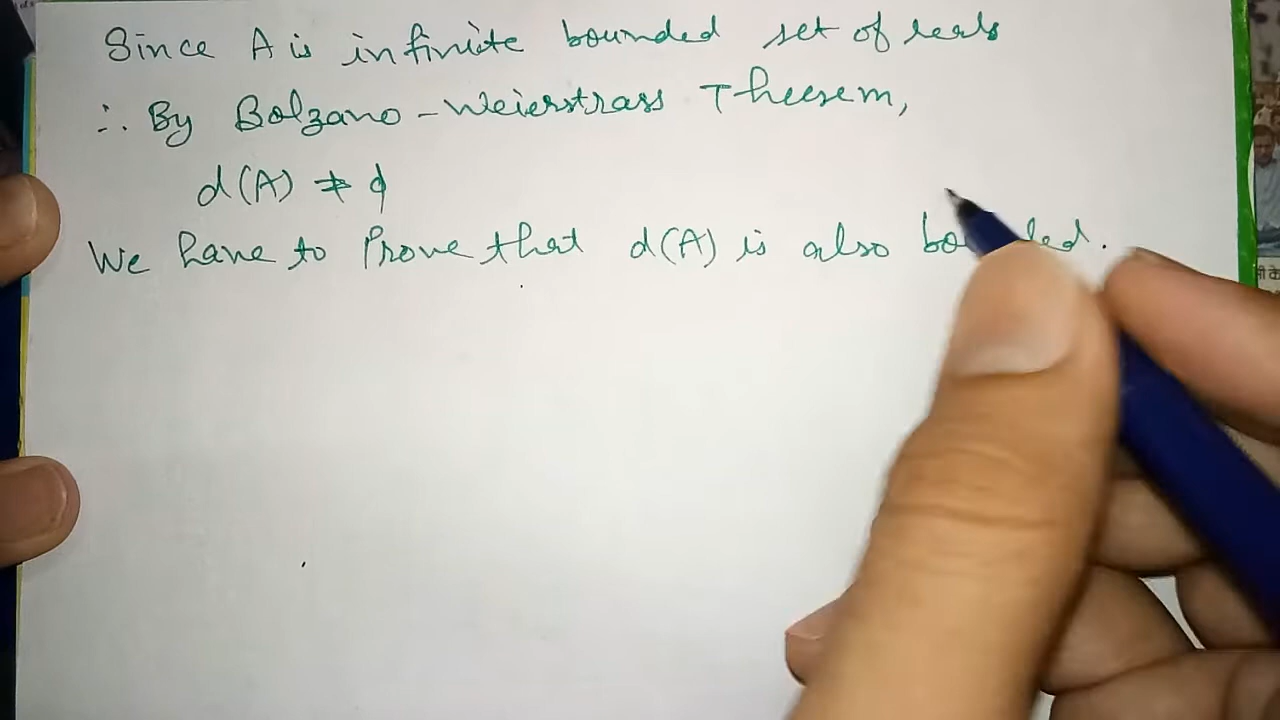 Since A is infinite bounded set of reals
∴ By Bolzano-Weierstrass Theorem,
d(A) ≠ ϕ
We have to Prove that d(A) is also